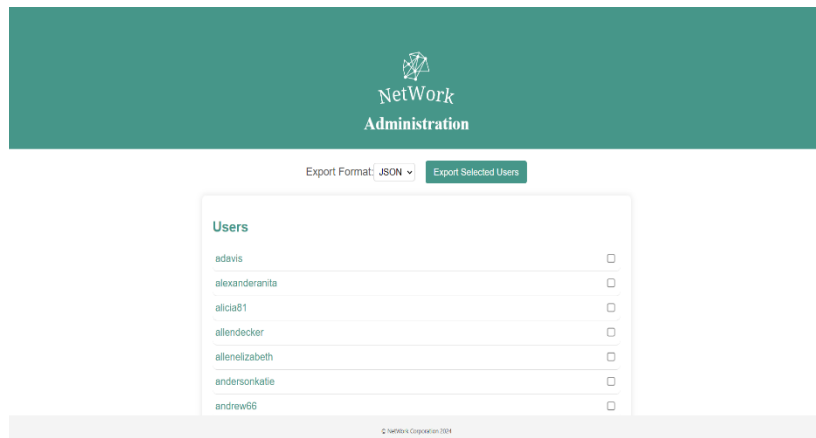 NetWork
Administration
Export Format: JSON Export Selected Users
Users
adavis
alexanderanita
alicia81
allendecker
allenelizabeth
andersonkatie
andrew66
© NetWork Corporation 2024